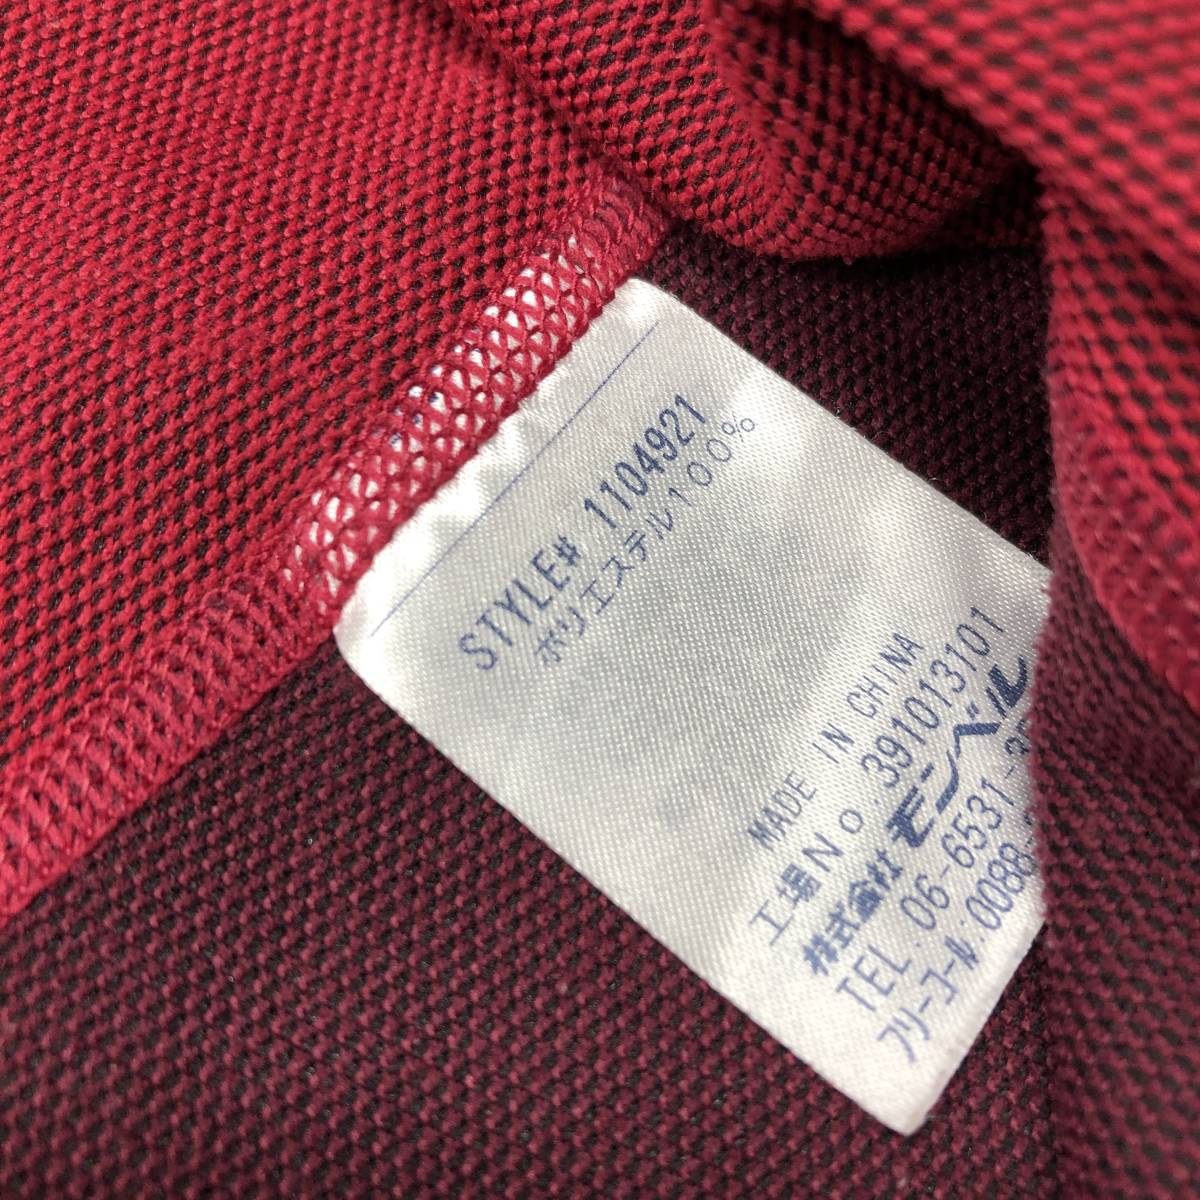 STYLE# 1104921
ポリエステル100%
MADE IN CHINA
工場No.391013101
株式會社モンベル
TEL:06-6531-
フリーコール:0088-